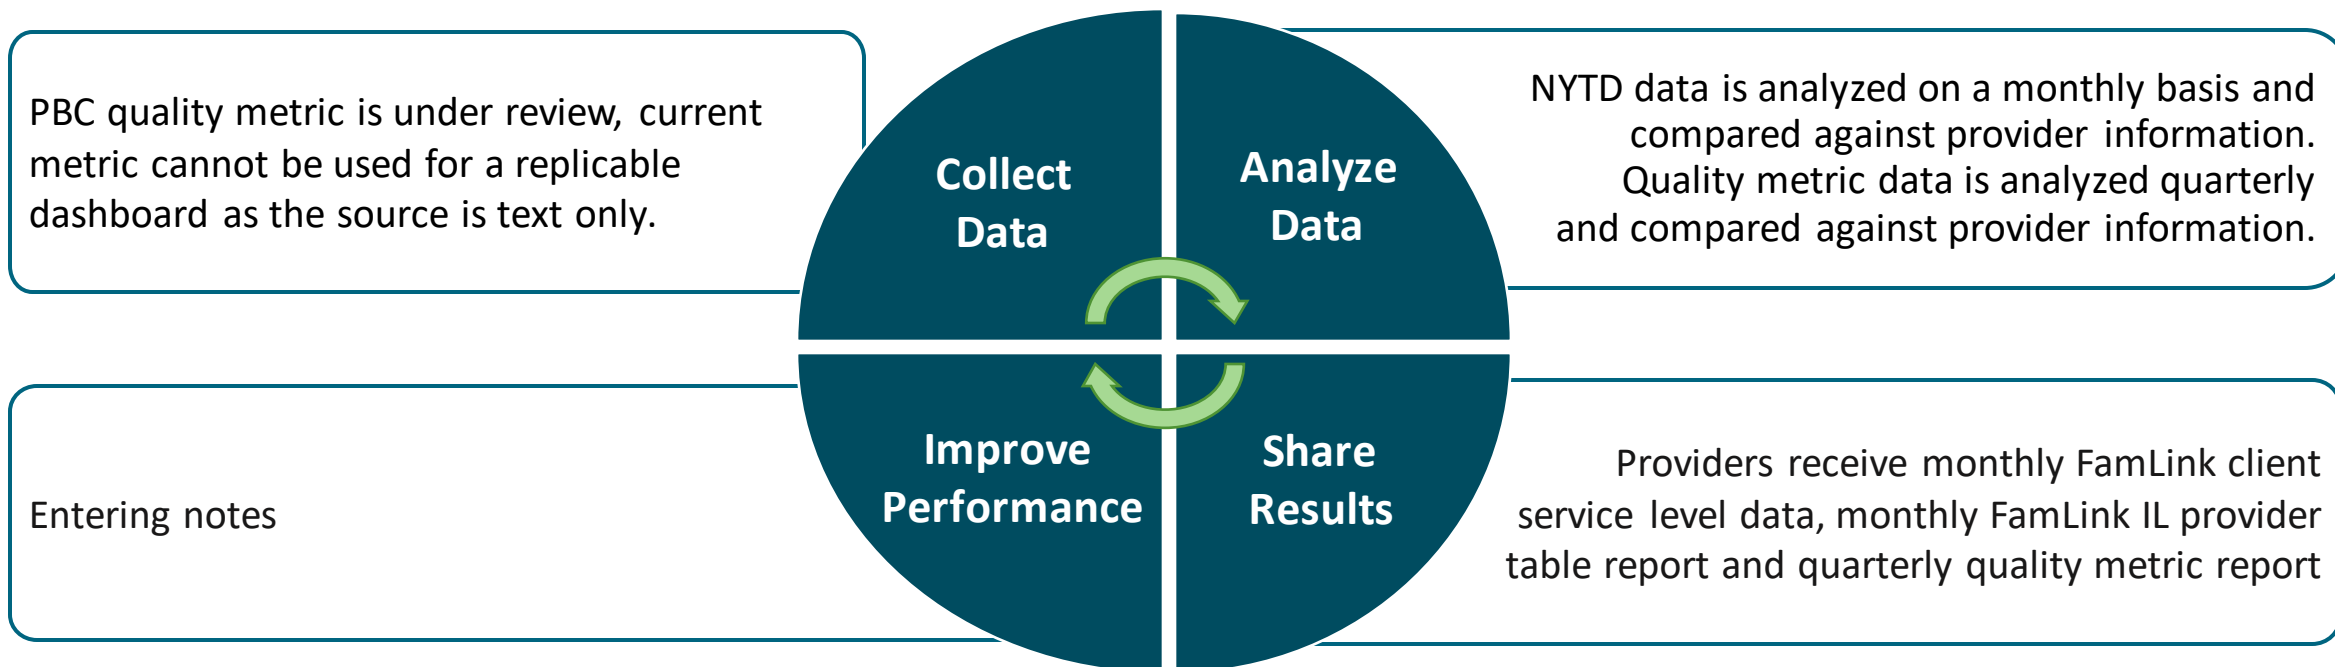 PBC quality metric is under review, current
metric cannot be used for a replicable
dashboard as the source is text only.
Collect
Data
Analyze
Data
NYTD data is analyzed on a monthly basis and
compared against provider information.
Quality metric data is analyzed quarterly
and compared against provider information.
Entering notes
Improve
Performance
Share
Results
Providers receive monthly FamLink client
service level data, monthly FamLink IL provider
table report and quarterly quality metric report